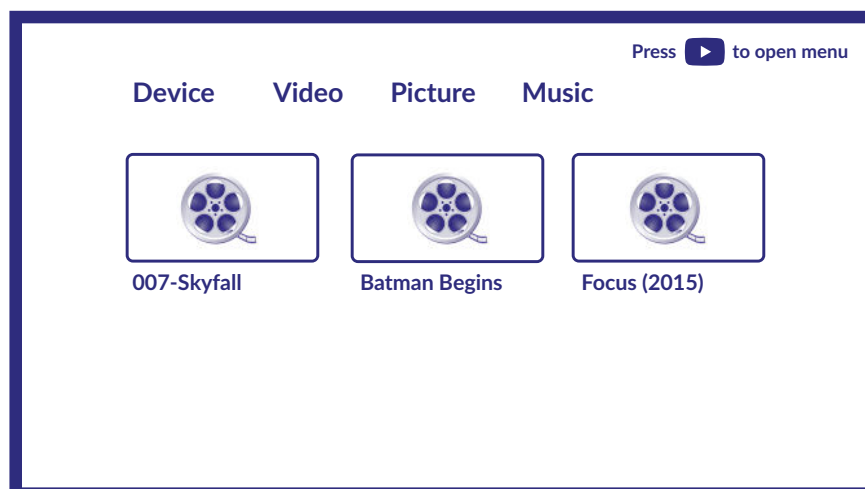 Press to open menu
Device Video Picture Music
007-Skyfall Batman Begins Focus (2015)